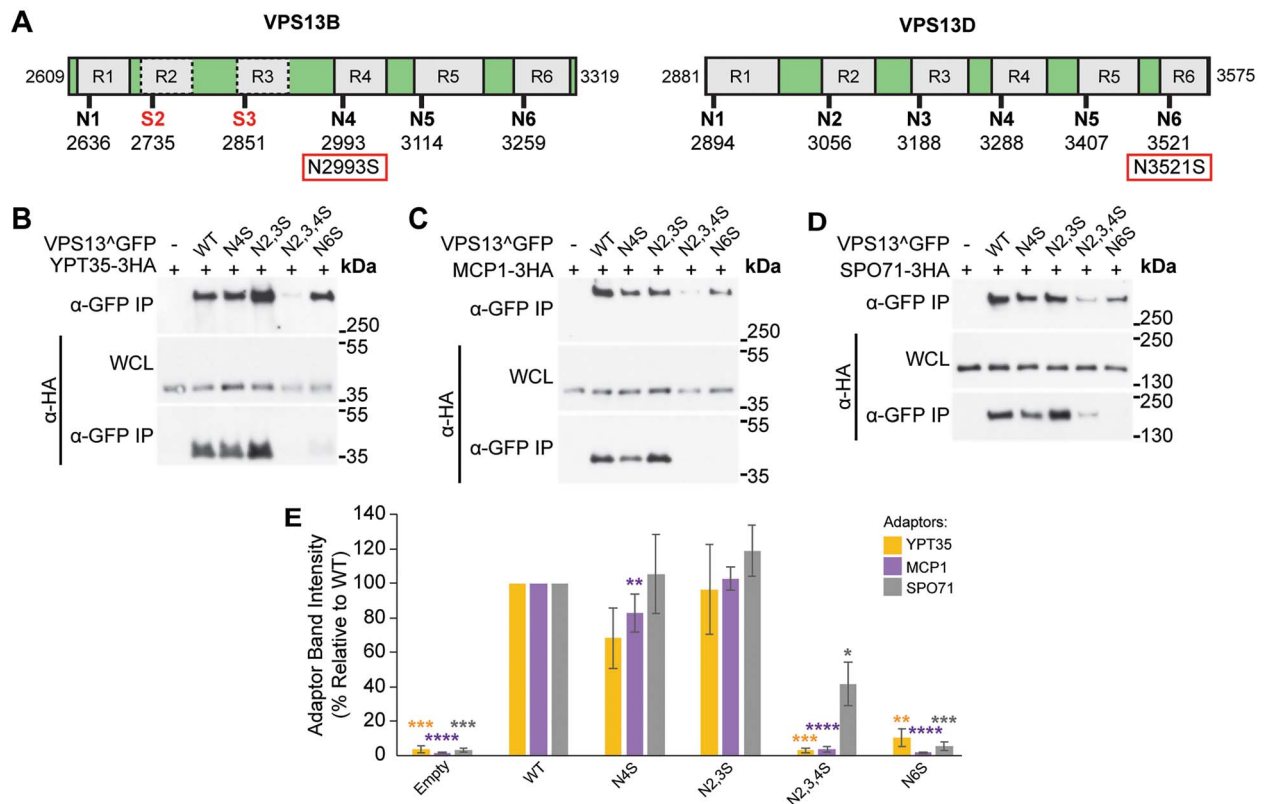 A
VPS13B
VPS13D
2609 R1 R2 R3 R4 R5 R6 3319
2881 R1 R2 R3 R4 R5 R6 3575
N1 S2 S3 N4 N5 N6
2636 2735 2851 2993 3114 3259
N2993S
N1 N2 N3 N4 N5 N6
2894 3056 3188 3288 3407 3521
N3521S
B
VPS13^GFP - WT N4S N2,3S N2,3,4S N6S
YPT35-3HA + + + + + + kDa
α-GFP IP
250
55
WCL
35
55
α-HA
α-GFP IP
35
C
VPS13^GFP - WT N4S N2,3S N2,3,4S N6S
MCP1-3HA + + + + + + kDa
α-GFP IP
250
55
WCL
35
55
α-HA
α-GFP IP
35
D
VPS13^GFP - WT N4S N2,3S N2,3,4S N6S
SPO71-3HA + + + + + + kDa
α-GFP IP
250
250
WCL
130
250
α-HA
α-GFP IP
130
E
Adaptor Band Intensity
(% Relative to WT)
140
120
100
80
60
40
20
0
Adaptors:
YPT35
MCP1
SPO71
*** **** ***
**
*** **** *
** **** ***
Empty WT N4S N2,3S N2,3,4S N6S